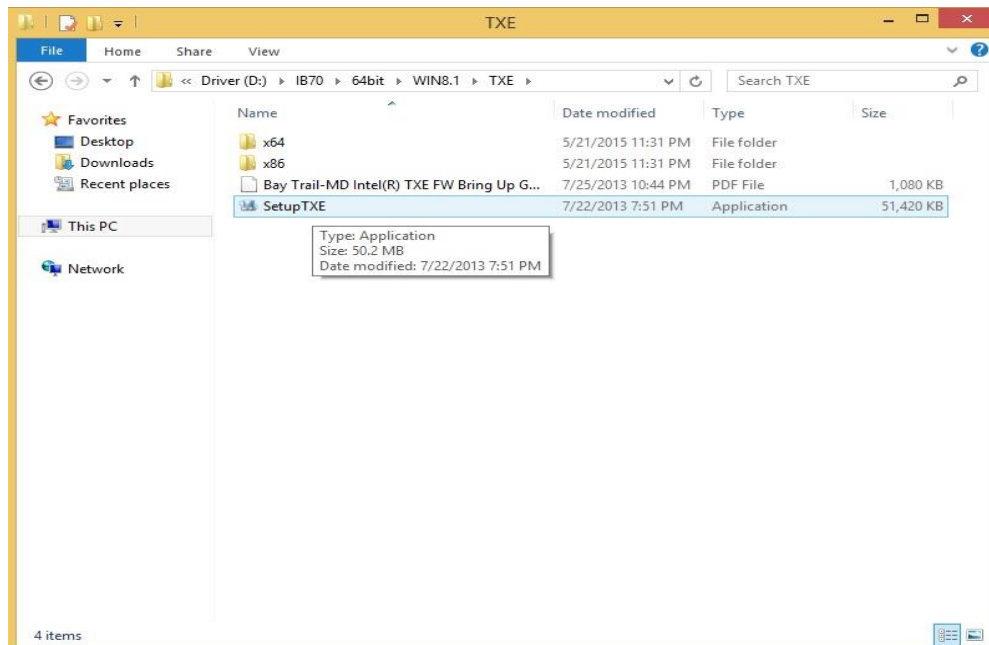 TXE
File Home Share View
« Driver (D:) ▸ IB70 ▸ 64bit ▸ WIN8.1 ▸ TXE ▸ Search TXE
Name Date modified Type Size
Favorites
Desktop
Downloads
Recent places
This PC
Network
x64 5/21/2015 11:31 PM File folder
x86 5/21/2015 11:31 PM File folder
Bay Trail-MD Intel(R) TXE FW Bring Up G... 7/25/2013 10:44 PM PDF File 1,080 KB
SetupTXE 7/22/2013 7:51 PM Application 51,420 KB
Type: Application
Size: 50.2 MB
Date modified: 7/22/2013 7:51 PM
4 items